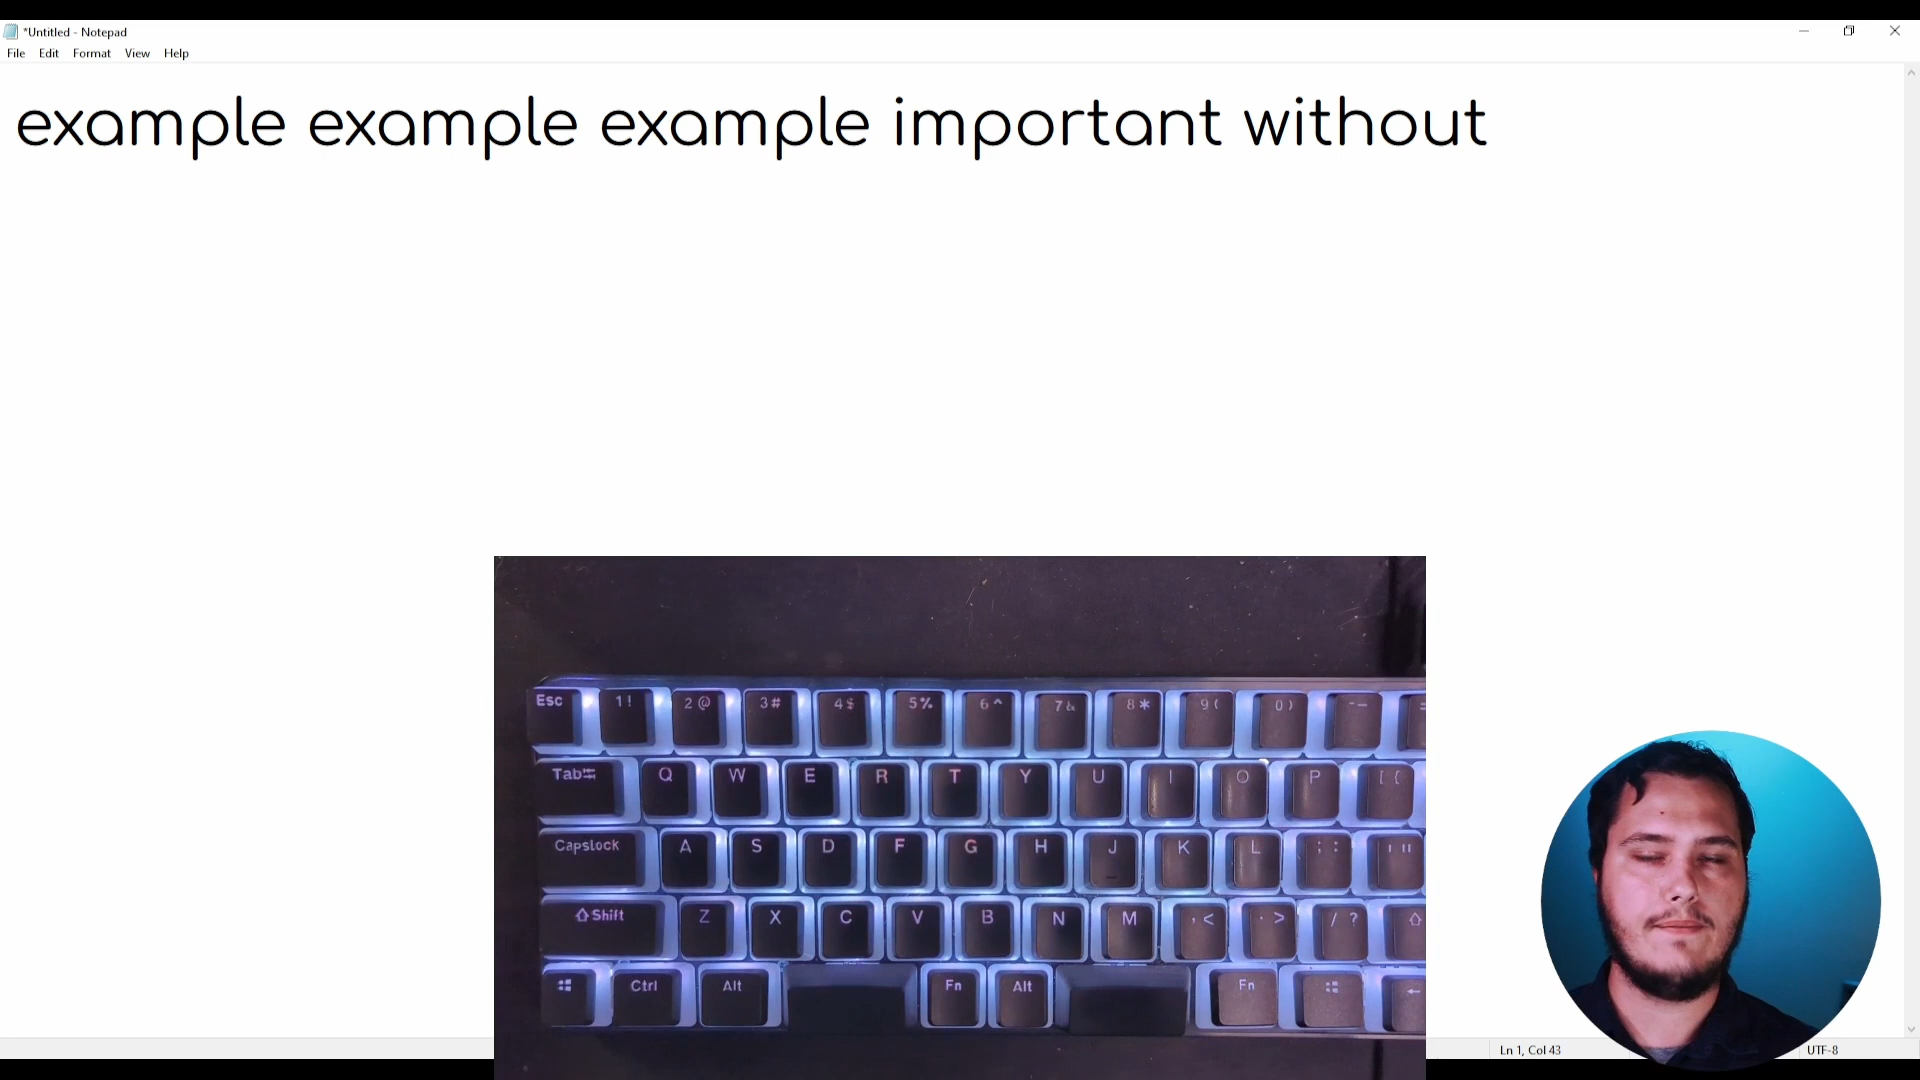 *Untitled - Notepad
File Edit Format View Help
example example example important without
Esc 1! 2@ 3# 4$ 5% 6^ 7& 8* 9( 0) -_ =
Tab Q W E R T Y U I O P [{
Capslock A S D F G H J K L ;: '"
Shift Z X C V B N M ,< .> /?
Ctrl Alt Fn Alt Fn
Ln 1, Col 43 UTF-8